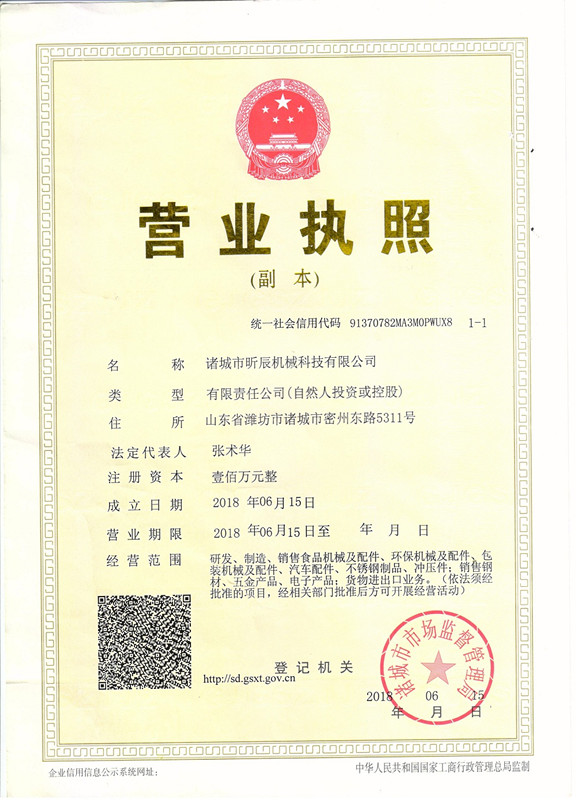 营业执照
(副 本)
统一社会信用代码 91370782MA3M0PWUX8 1-1
名 称 诸城市昕辰机械科技有限公司
类 型 有限责任公司(自然人投资或控股)
住 所 山东省潍坊市诸城市密州东路5311号
法定代表人 张术华
注册资本 壹佰万元整
成立日期 2018 年06月15日
营业期限 2018 年06月15日至 年 月 日
经营范围 研发、制造、销售食品机械及配件、环保机械及配件、包
装机械及配件、汽车配件、不锈钢制品、冲压件；销售钢
材、五金产品、电子产品；货物进出口业务。（依法须经
批准的项目，经相关部门批准后方可开展经营活动）
登记机关
http://sd.gsxt.gov.cn
诸城市市场监督管理局
2018 06 15
年 月 日
企业信用信息公示系统网址：
中华人民共和国国家工商行政管理总局监制